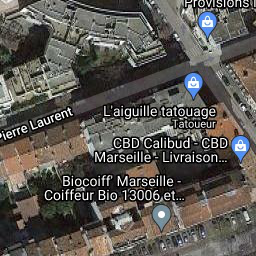 Provisions
Pierre Laurent
L'aiguille tatouage
Tatoueur
CBD Calibud - CBD
Marseille - Livraison...
Biocoiff' Marseille -
Coiffeur Bio 13006 et...